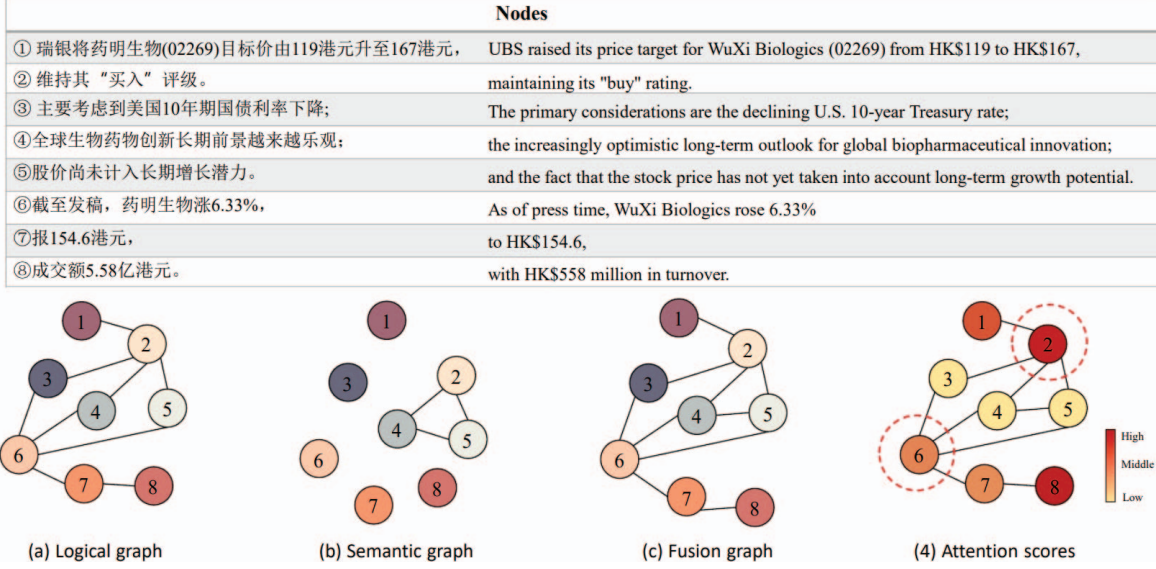 Nodes
① 瑞银将药明生物(02269)目标价由119港元升至167港元， UBS raised its price target for WuXi Biologics (02269) from HK$119 to HK$167,
② 维持其“买入”评级。 maintaining its "buy" rating.
③ 主要考虑到美国10年期国债利率下降; The primary considerations are the declining U.S. 10-year Treasury rate;
④全球生物药物创新长期前景越来越乐观; the increasingly optimistic long-term outlook for global biopharmaceutical innovation;
⑤股价尚未计入长期增长潜力。 and the fact that the stock price has not yet taken into account long-term growth potential.
⑥截至发稿，药明生物涨6.33%， As of press time, WuXi Biologics rose 6.33%
⑦报154.6港元， to HK$154.6,
⑧成交额5.58亿港元。 with HK$558 million in turnover.
1
2
3
4
5
6
7
8
(a) Logical graph
1
2
3
4
5
6
7
8
(b) Semantic graph
1
2
3
4
5
6
7
8
(c) Fusion graph
1
2
3
4
5
6
7
8
High
Middle
Low
(4) Attention scores